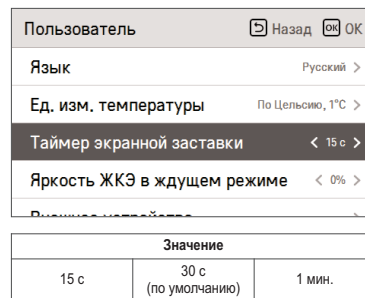 Пользователь Назад OK OK
Язык Русский >
Ед. изм. температуры По Цельсию, 1°C >
Таймер экранной заставки < 15 с >
Яркость ЖКЭ в ждущем режиме < 0% >
Значение
15 с 30 с 1 мин.
(по умолчанию)